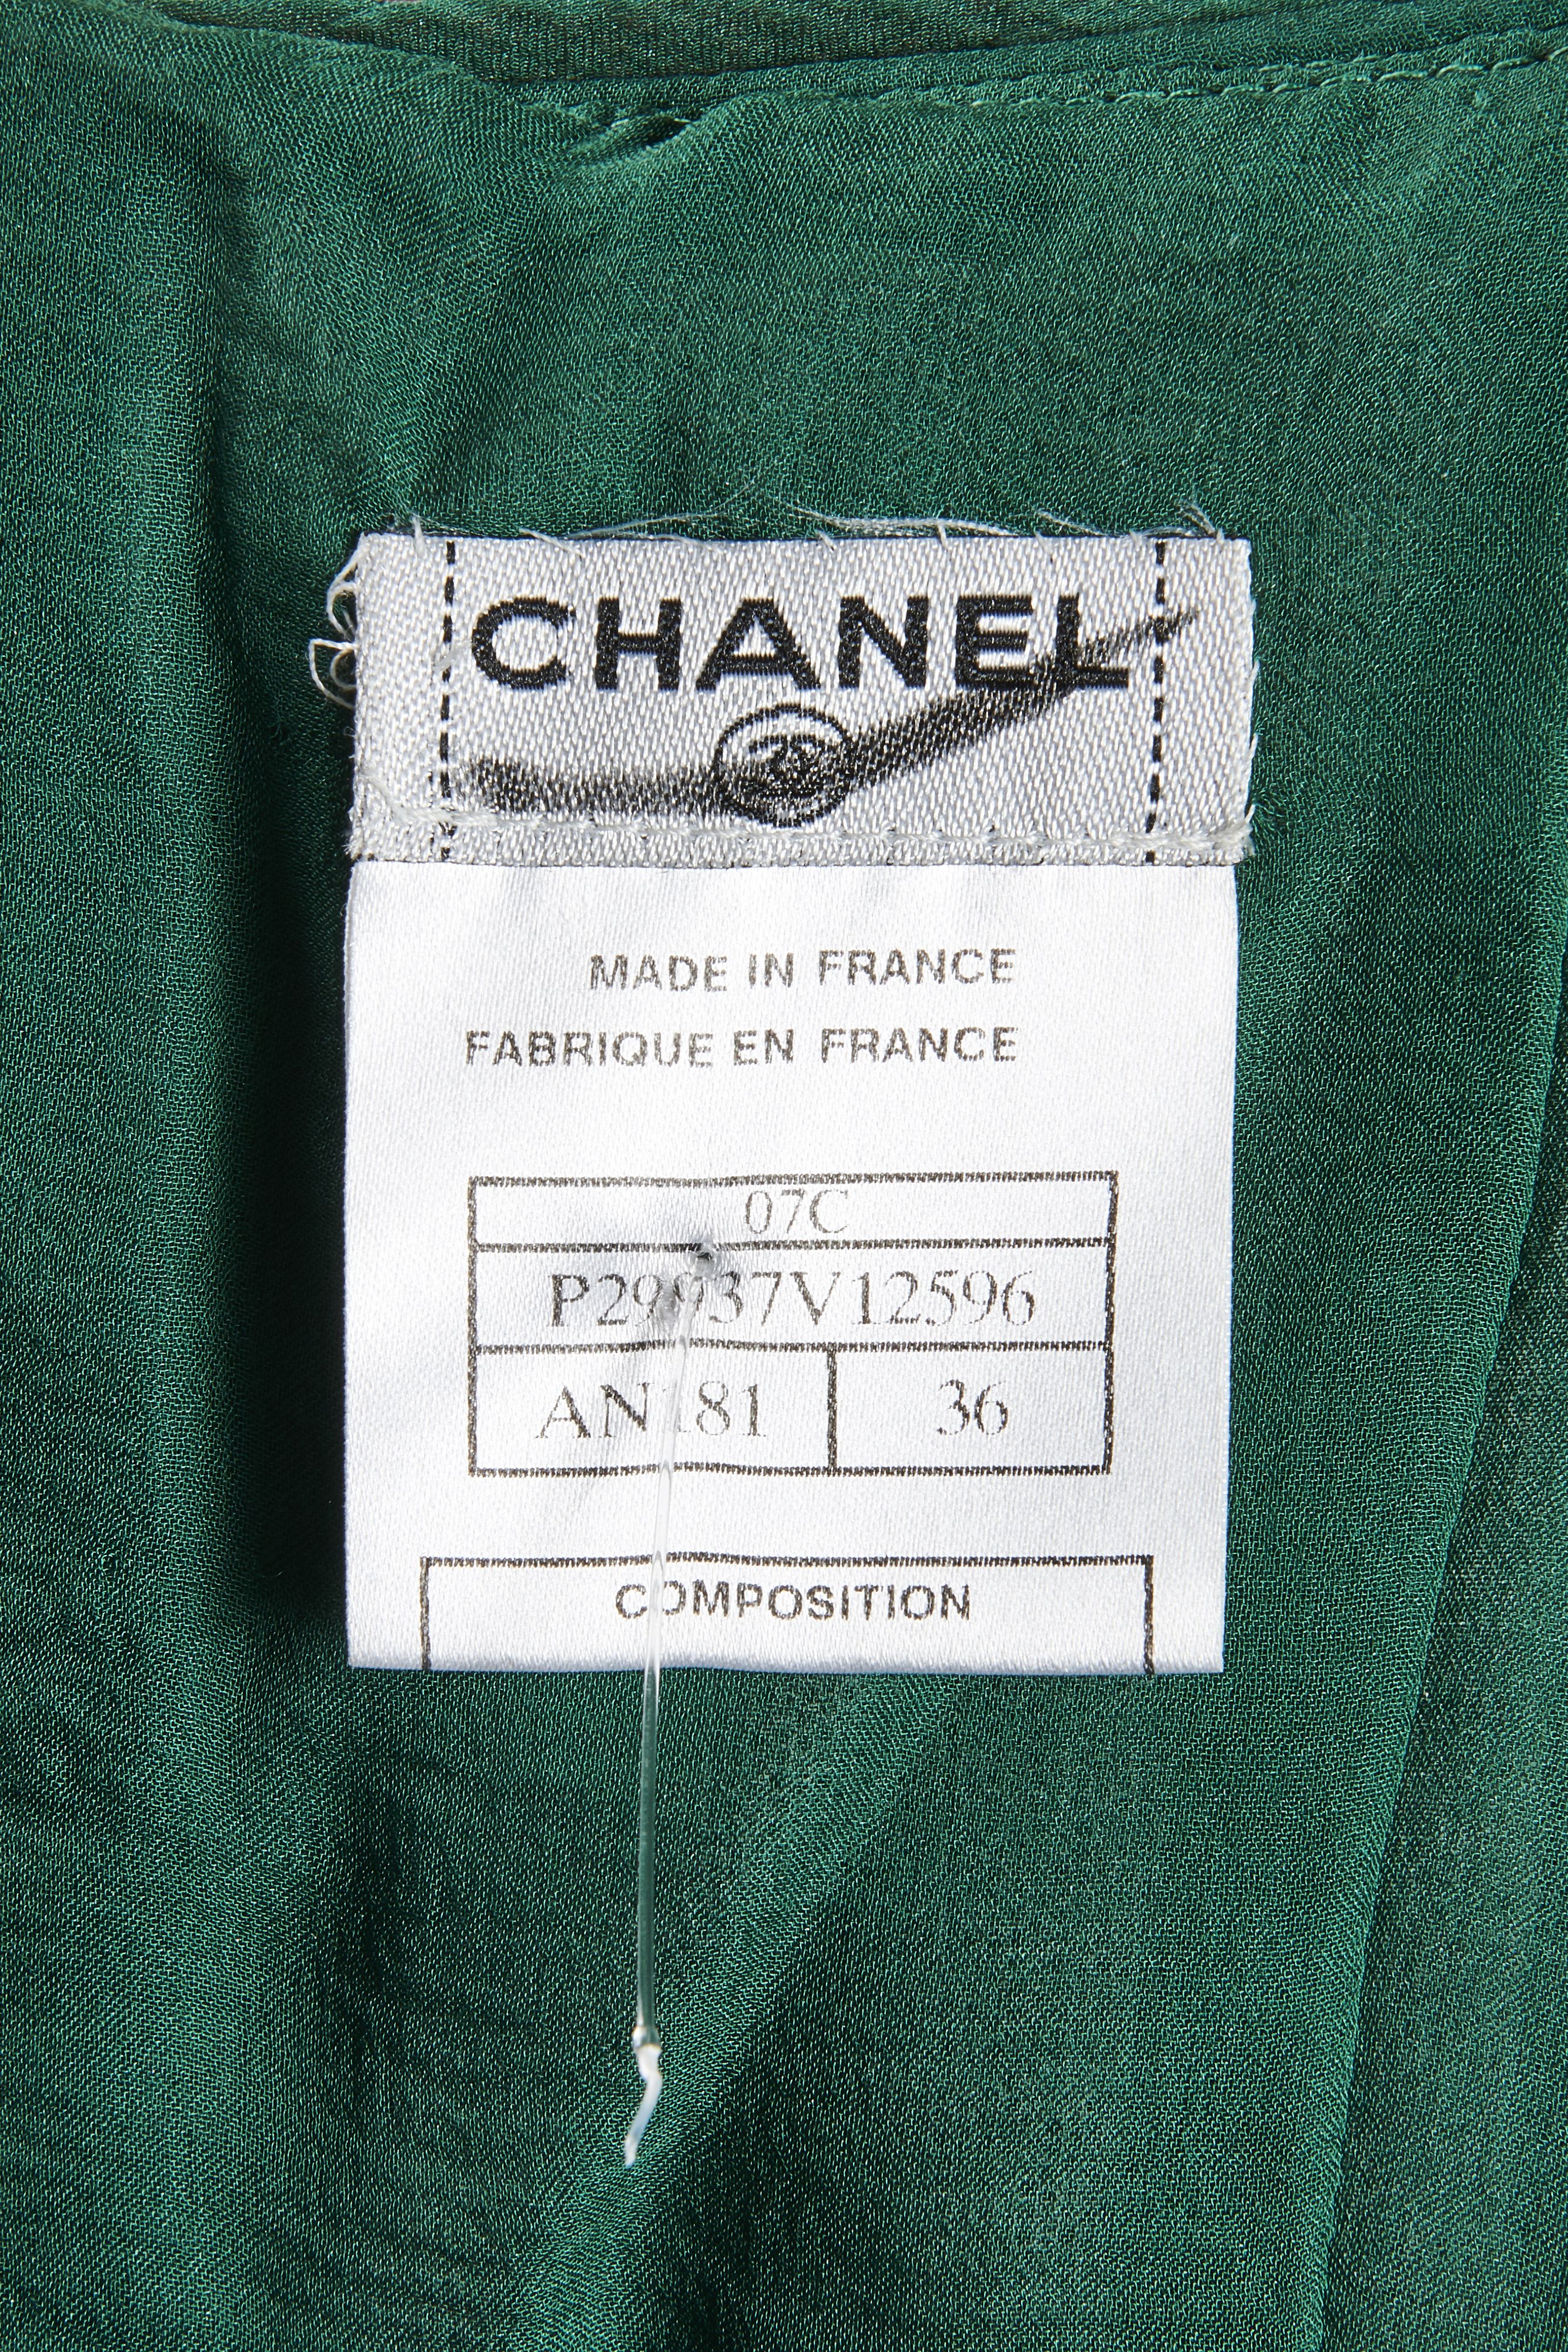 CHANEL
MADE IN FRANCE
FABRIQUE EN FRANCE
07C
P29937V12596
AN181 36
COMPOSITION